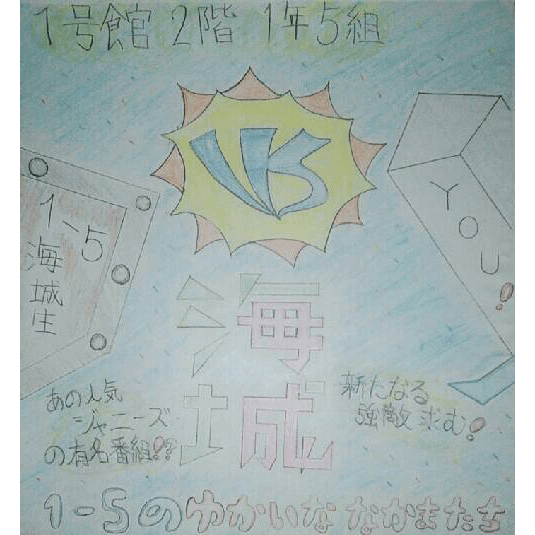 1号館 2階 1年5組
VS
YOU!
1、5
海城生
海城
あの人気
ジャニーズ
の有名番組!?
新たなる
強敵求む!
1-5のゆかいななかまたち